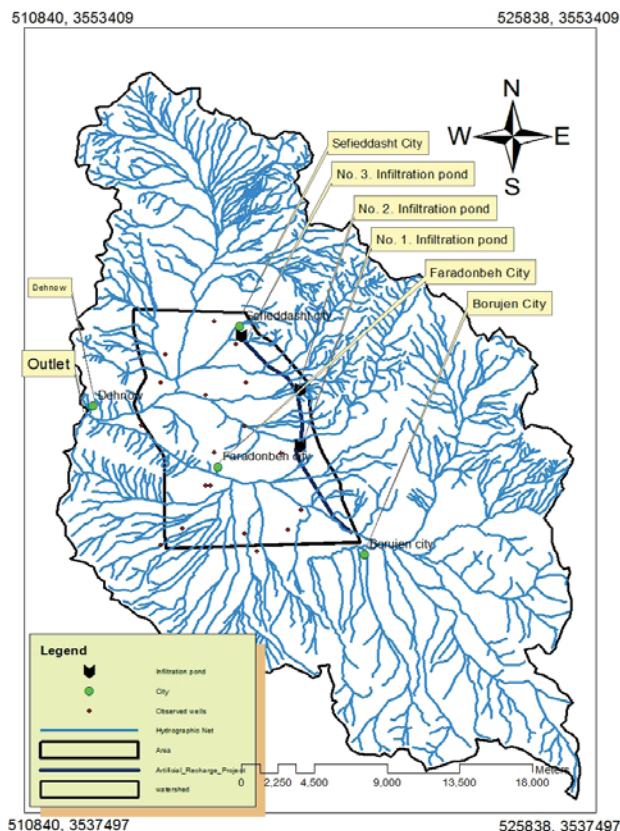 510840, 3553409
525838, 3553409
N
W
E
S
Sefieddasht City
No. 3. Infiltration pond
No. 2. Infiltration pond
No. 1. Infiltration pond
Faradonbeh City
Borujen City
Dehnow
Outlet
Sefieddasht city
Dehnow
Faradonbeh city
Borujen city
Legend
Infiltration pond
City
Observed wells
Hydrographic Net
Area
Artificial_Recharge_Project
watershed
Meters
0 2,250 4,500 9,000 13,500 18,000
510840, 3537497
525838, 3537497